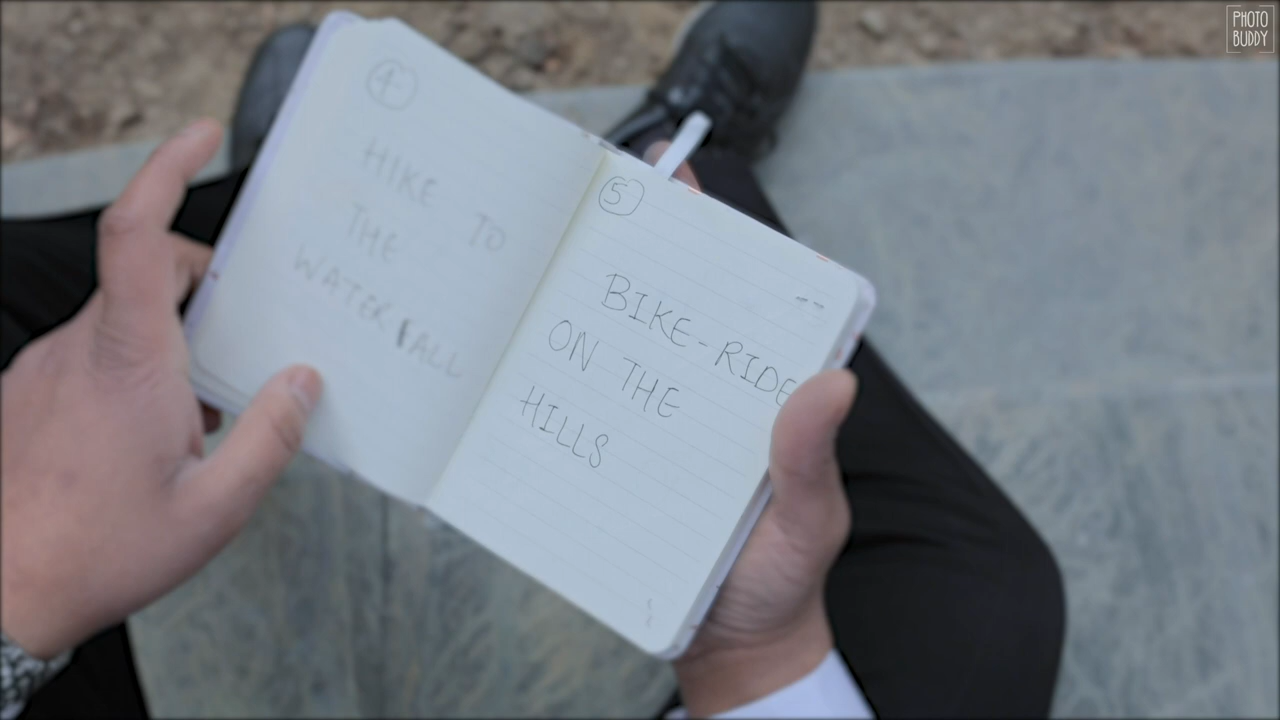 4
HIKE TO
THE
WATERFALL
5
BIKE-RIDE
ON THE
HILLS
PHOTO
BUDDY